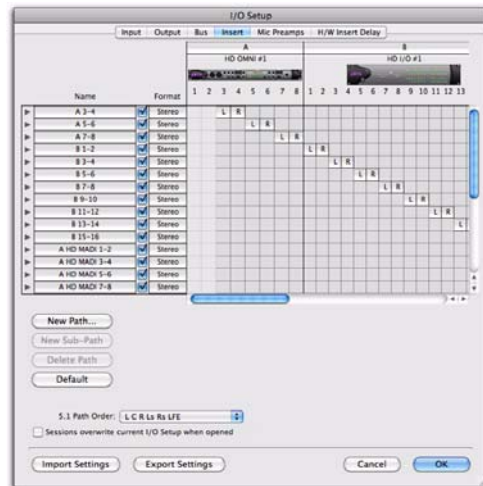 I/O Setup
Input Output Bus Insert Mic Preamps H/W Insert Delay
A B
HD OMNI #1 HD I/O #1
Name Format 1 2 3 4 5 6 7 8 1 2 3 4 5 6 7 8 9 10 11 12 13
A 3-4 Stereo L R
A 5-6 Stereo L R
A 7-8 Stereo L R
B 1-2 Stereo L R
B 3-4 Stereo L R
B 5-6 Stereo L R
B 7-8 Stereo L R
B 9-10 Stereo L R
B 11-12 Stereo L R
B 13-14 Stereo L
B 15-16 Stereo
A HD MADI 1-2 Stereo
A HD MADI 3-4 Stereo
A HD MADI 5-6 Stereo
A HD MADI 7-8 Stereo
New Path...
New Sub-Path
Delete Path
Default
5.1 Path Order: L C R Ls Rs LFE
Sessions overwrite current I/O Setup when opened
Import Settings Export Settings Cancel OK